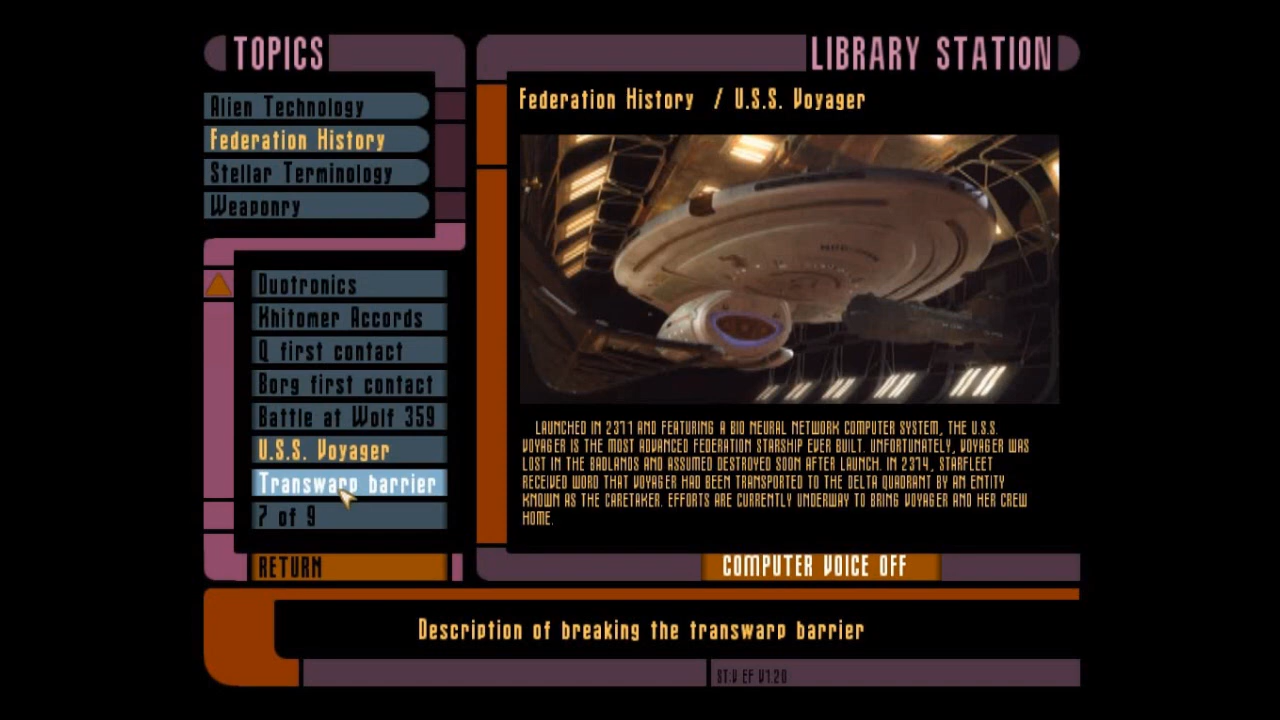 TOPICS
LIBRARY STATION
Alien Technology
Federation History
Stellar Terminology
Weaponry
Duotronics
Khitomer Accords
Q first contact
Borg first contact
Battle at Wolf 359
U.S.S. Voyager
Transwarp barrier
7 of 9
RETURN
Federation History / U.S.S. Voyager
LAUNCHED IN 2371 AND FEATURING A BIO NEURAL NETWORK COMPUTER SYSTEM, THE U.S.S.
VOYAGER IS THE MOST ADVANCED FEDERATION STARSHIP EVER BUILT. UNFORTUNATELY, VOYAGER WAS
LOST IN THE BADLANDS AND ASSUMED DESTROYED SOON AFTER LAUNCH. IN 2374, STARFLEET
RECEIVED WORD THAT VOYAGER HAD BEEN TRANSPORTED TO THE DELTA QUADRANT BY AN ENTITY
KNOWN AS THE CARETAKER. EFFORTS ARE CURRENTLY UNDERWAY TO BRING VOYAGER AND HER CREW
HOME.
COMPUTER VOICE OFF
Description of breaking the transwarp barrier
ST:V EF V1.20